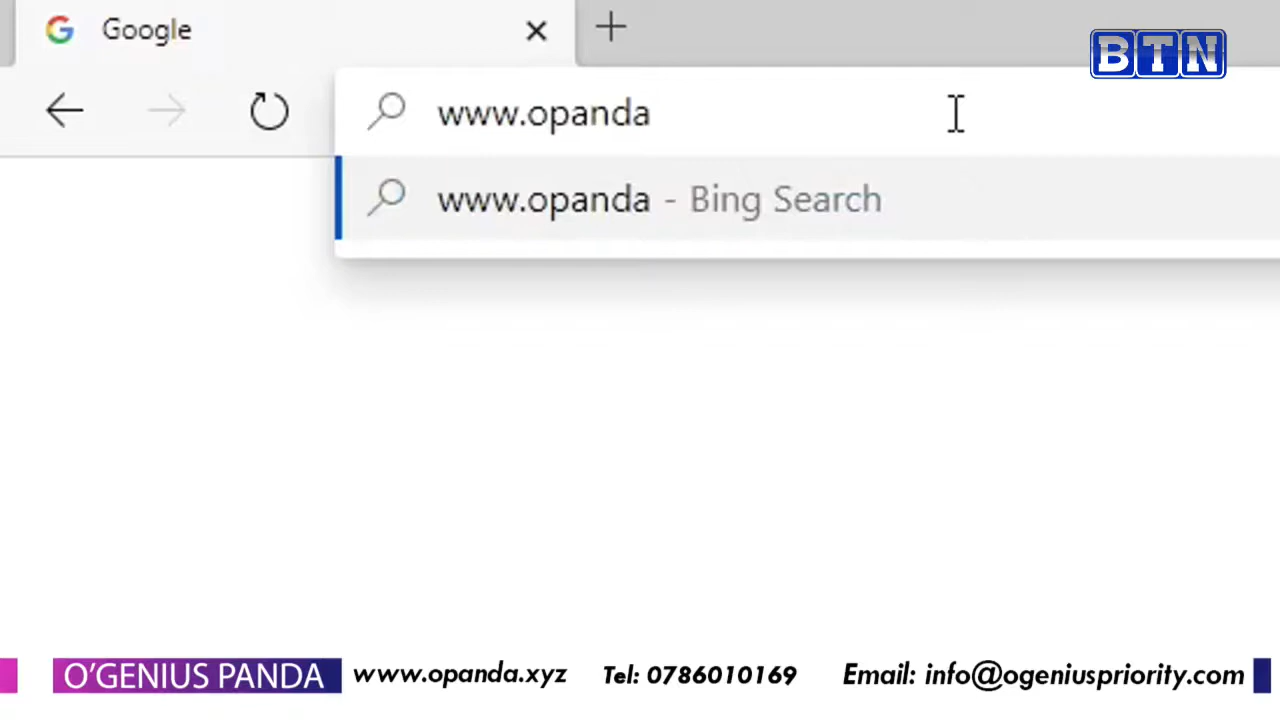 Google
BTN
www.opanda
www.opanda - Bing Search
O'GENIUS PANDA www.opanda.xyz Tel: 0786010169 Email: info@ogeniuspriority.com